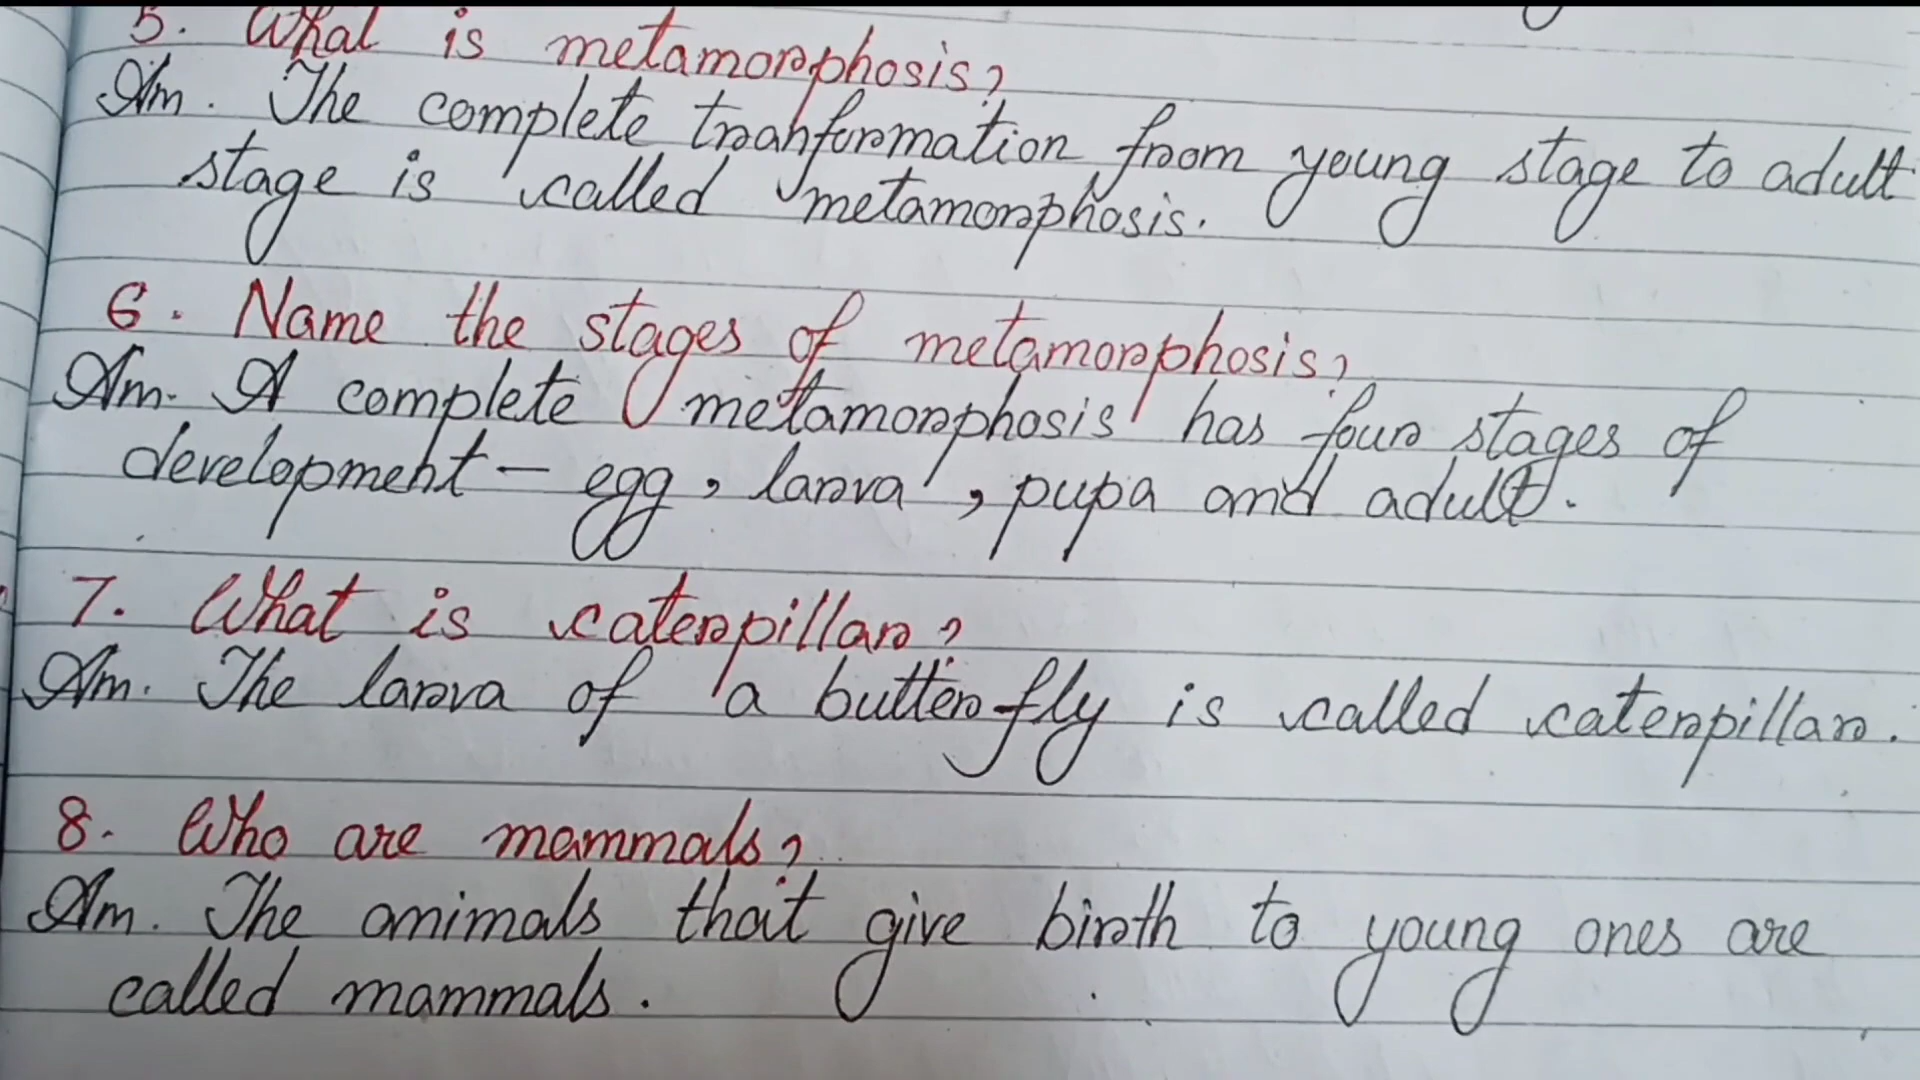 5. What is metamorphosis?
Ans. The complete tranformation from young stage to adult
stage is called metamorphosis.
6. Name the stages of metamorphosis?
Ans. A complete metamorphosis has four stages of
development - egg, larva, pupa and adult.
7. What is caterpillar?
Ans. The larva of a butterfly is called caterpillar.
8. Who are mammals?
Ans. The animals that give birth to young ones are
called mammals.